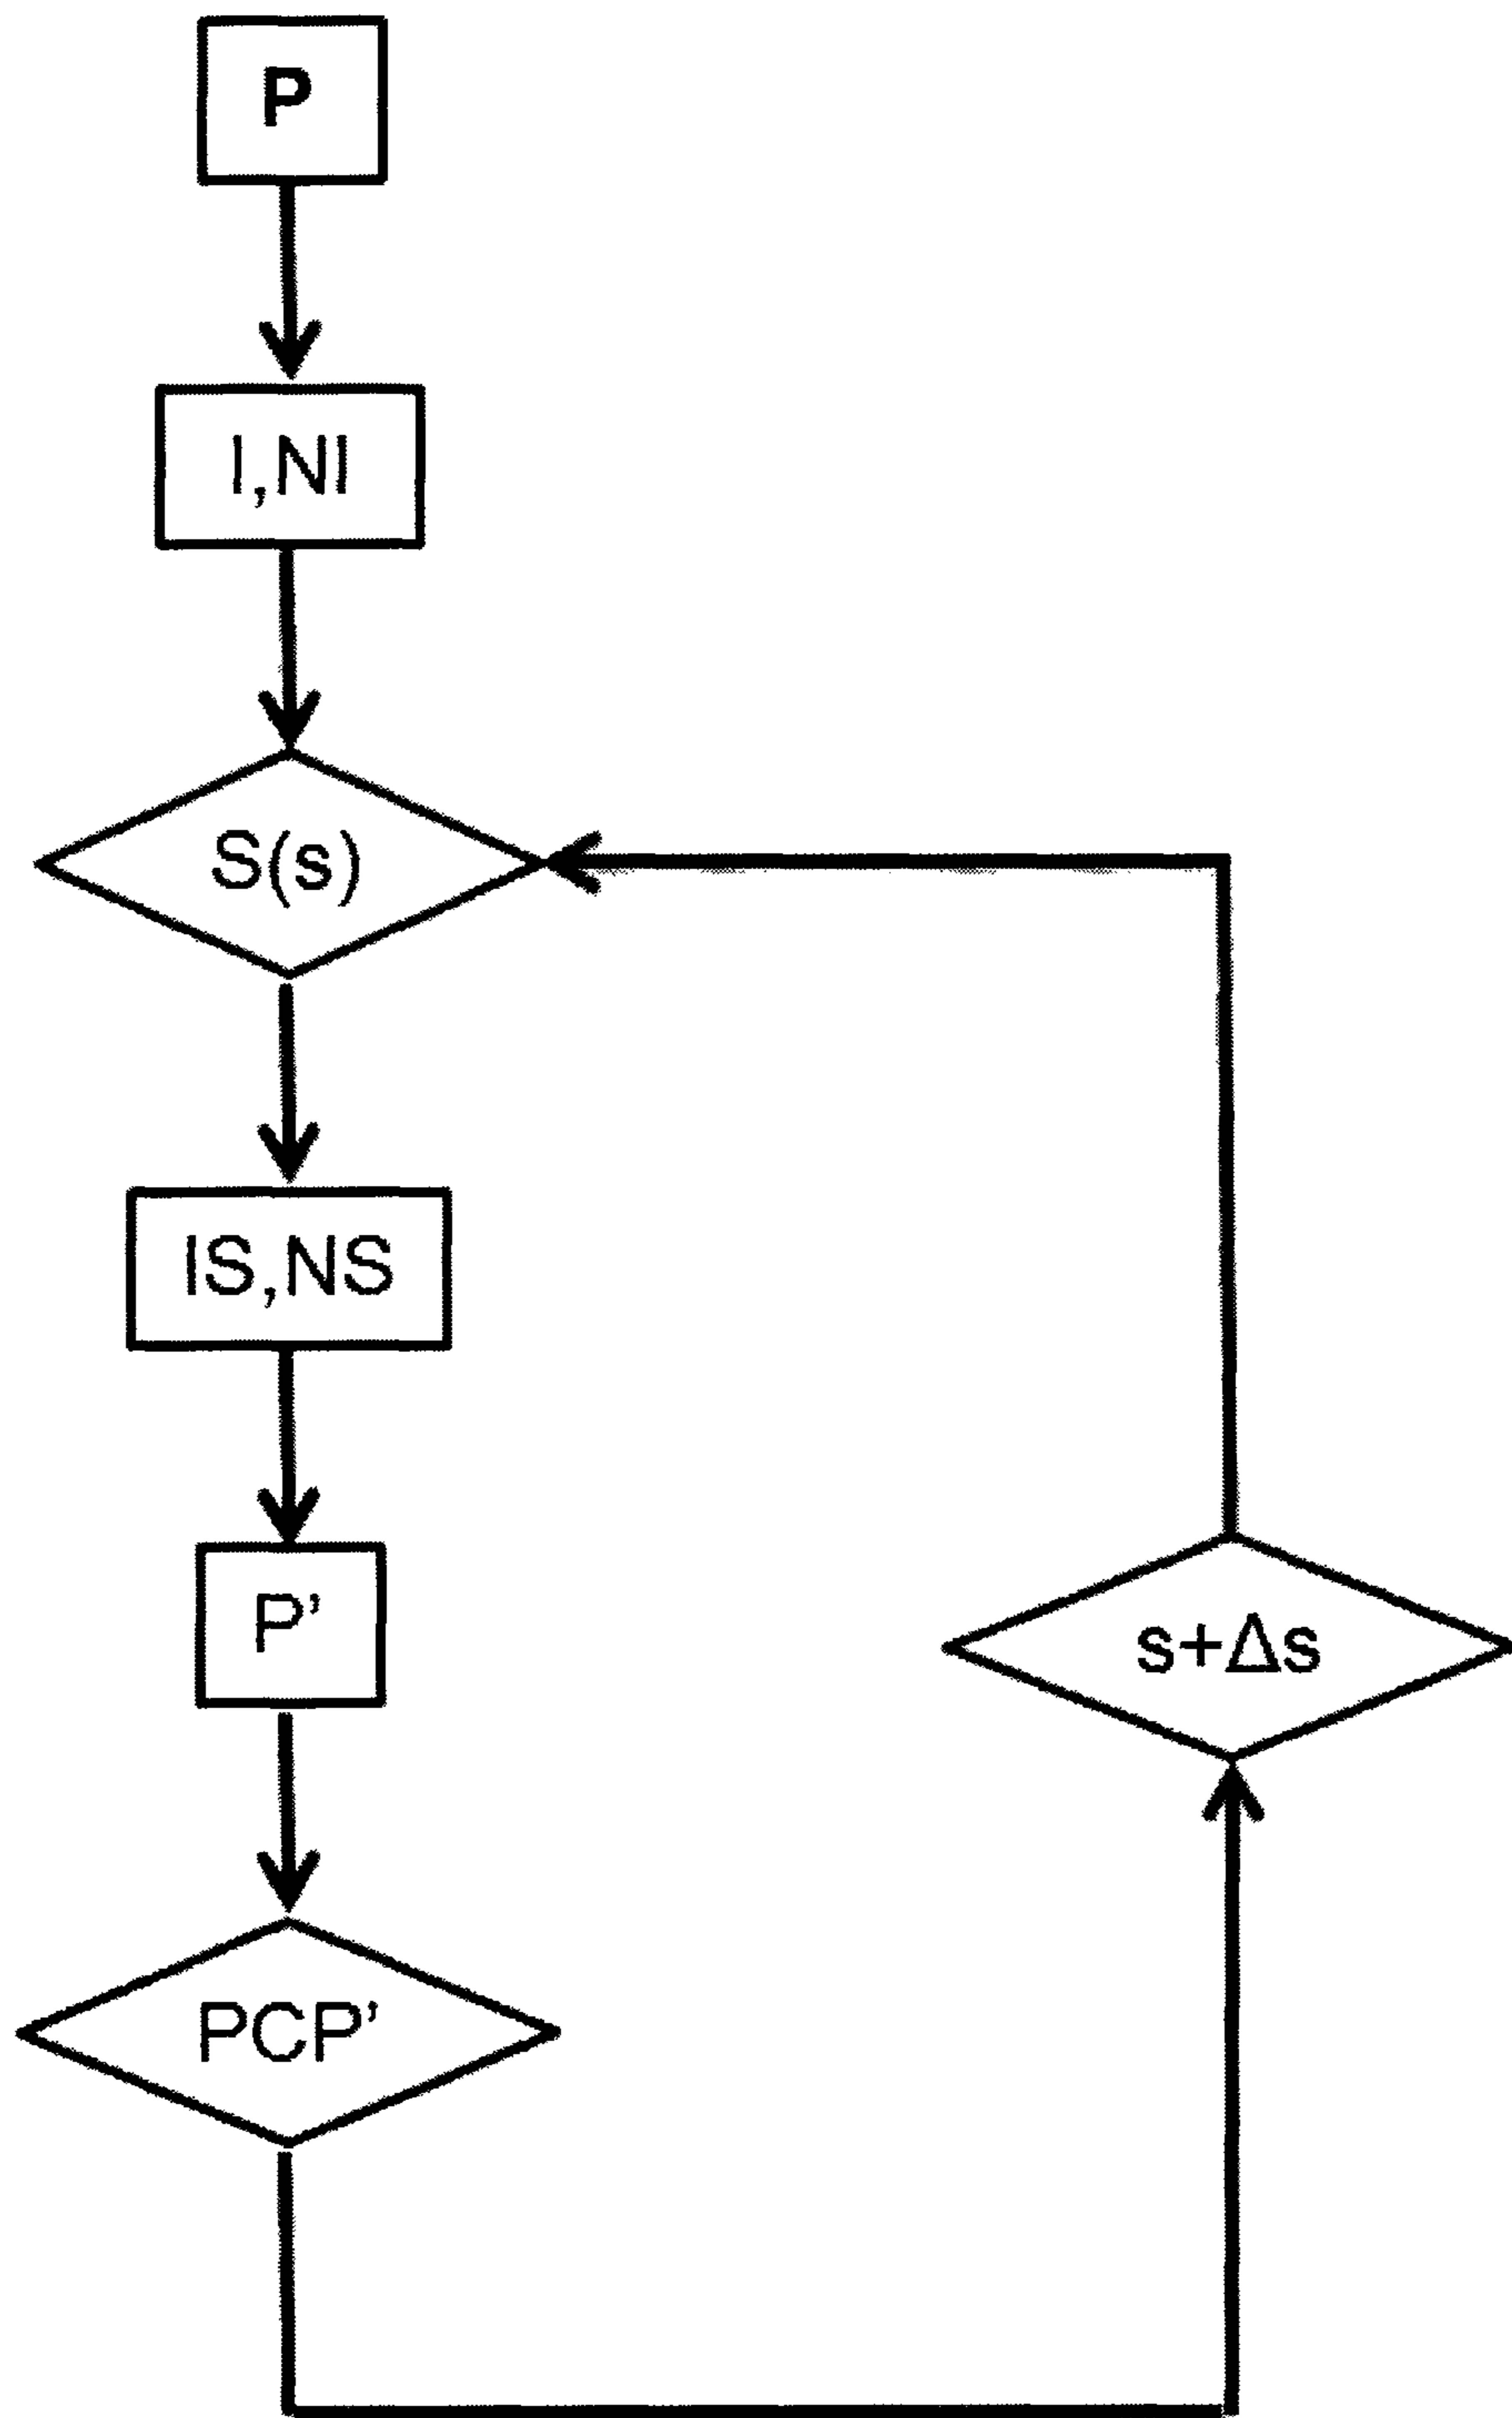 P
I,NI
S(s)
IS,NS
P'
s+Δs
PCP'